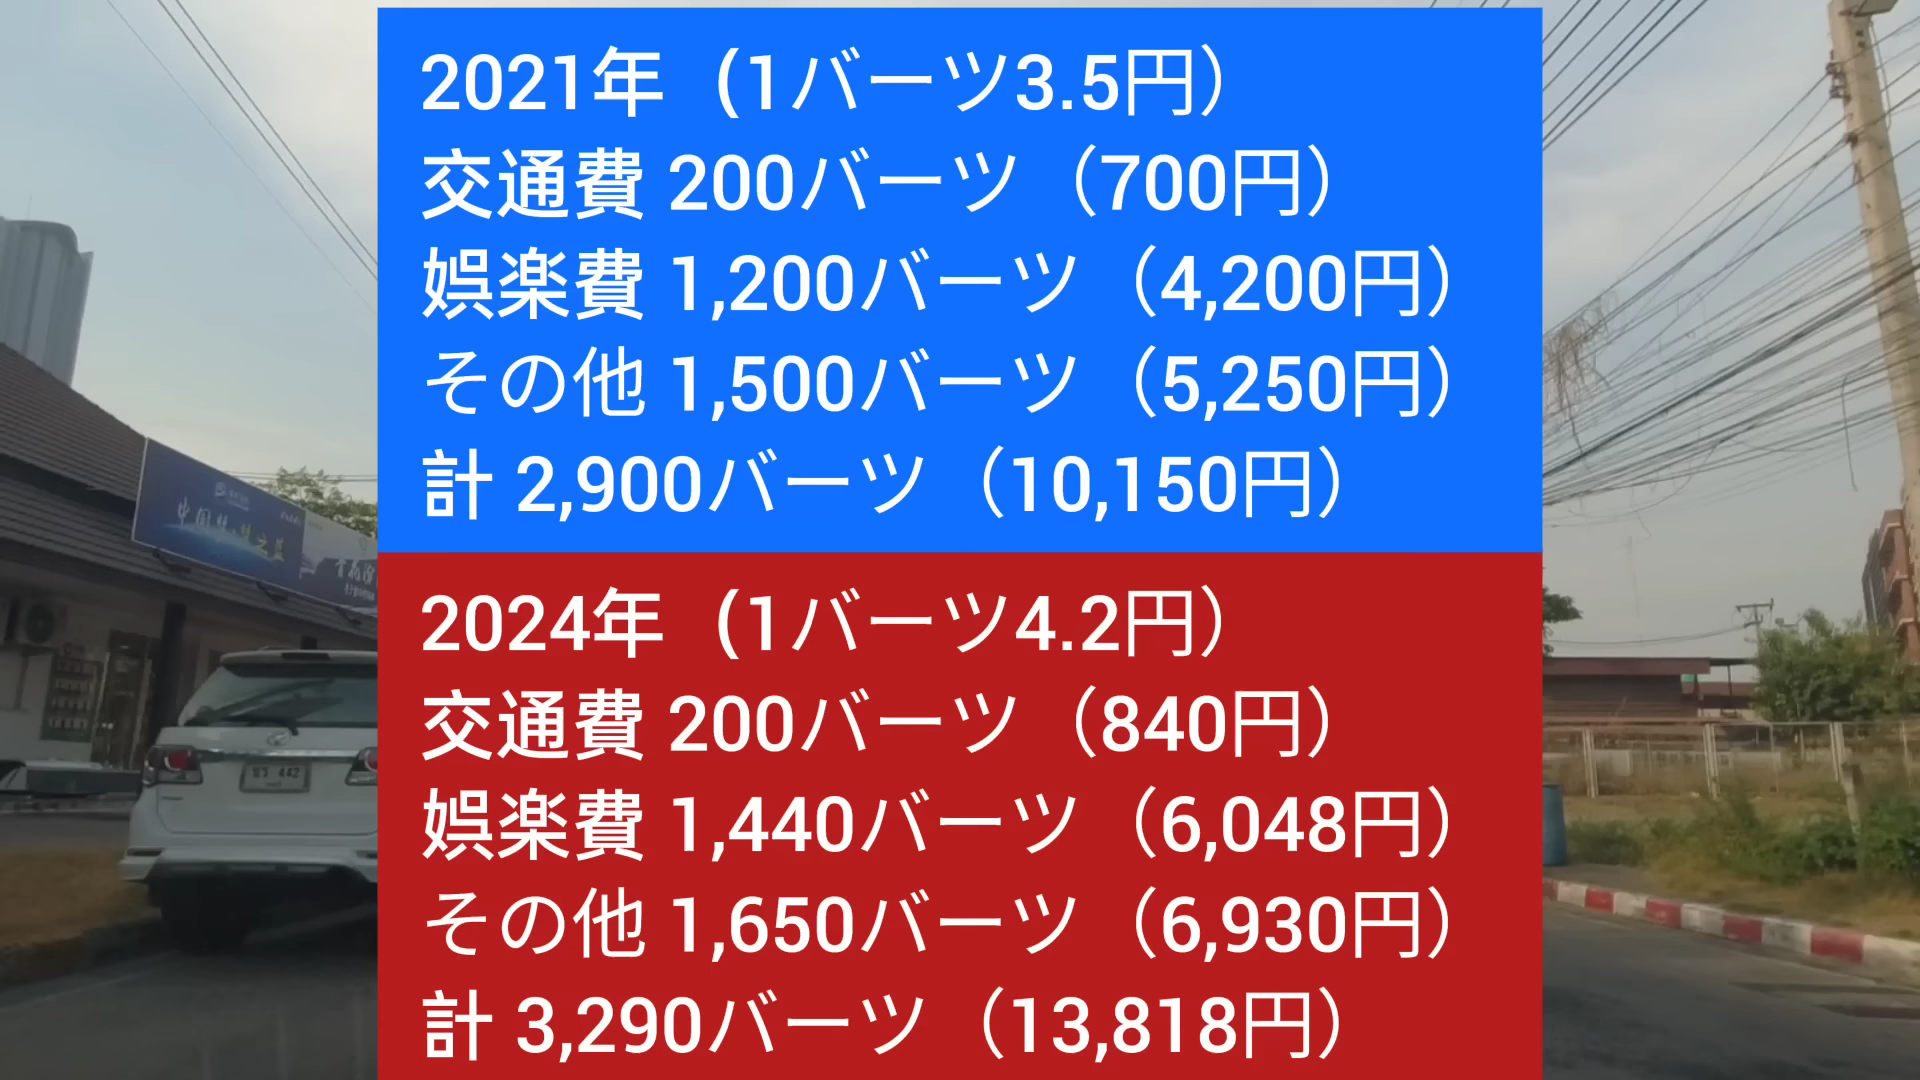 2021年（1バーツ3.5円）
交通費 200バーツ（700円）
娯楽費 1,200バーツ（4,200円）
その他 1,500バーツ（5,250円）
計 2,900バーツ（10,150円）
2024年（1バーツ4.2円）
交通費 200バーツ（840円）
娯楽費 1,440バーツ（6,048円）
その他 1,650バーツ（6,930円）
計 3,290バーツ（13,818円）